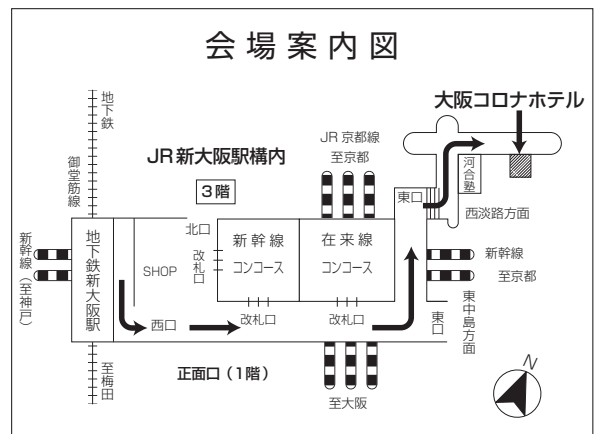 会場案内図
地下鉄
御堂筋線
大阪コロナホテル
JR新大阪駅構内
3階
JR京都線
至京都
河合塾
東口
西淡路方面
北口
改札口
新幹線
コンコース
在来線
コンコース
新幹線
至京都
新幹線(至神戸)
地下鉄新大阪駅
SHOP
西口
改札口
改札口
東口
東中島方面
正面口(1階)
至梅田
至大阪
N